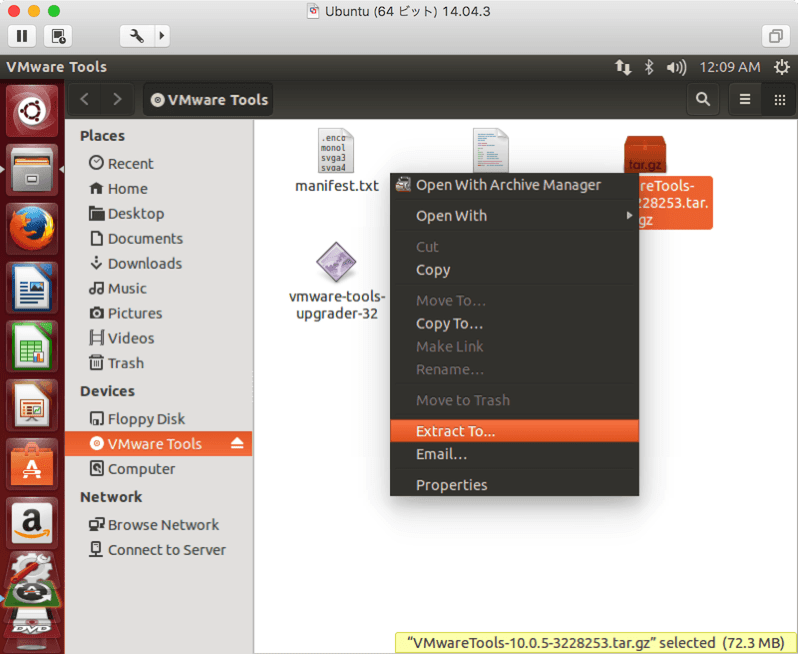 Ubuntu (64 ビット) 14.04.3
VMware Tools
12:09 AM
VMware Tools
Places
Recent
Home
Desktop
Documents
Downloads
Music
Pictures
Videos
Trash
Devices
Floppy Disk
VMware Tools
Computer
Network
Browse Network
Connect to Server
.enco
monol
svga3
svga4
manifest.txt
tar.gz
reTools-
228253.tar.
gz
vmware-tools-
upgrader-32
Open With Archive Manager
Open With
Cut
Copy
Move To…
Copy To…
Make Link
Rename…
Move to Trash
Extract To…
Email…
Properties
A
a
DVD
“VMwareTools-10.0.5-3228253.tar.gz” selected (72.3 MB)